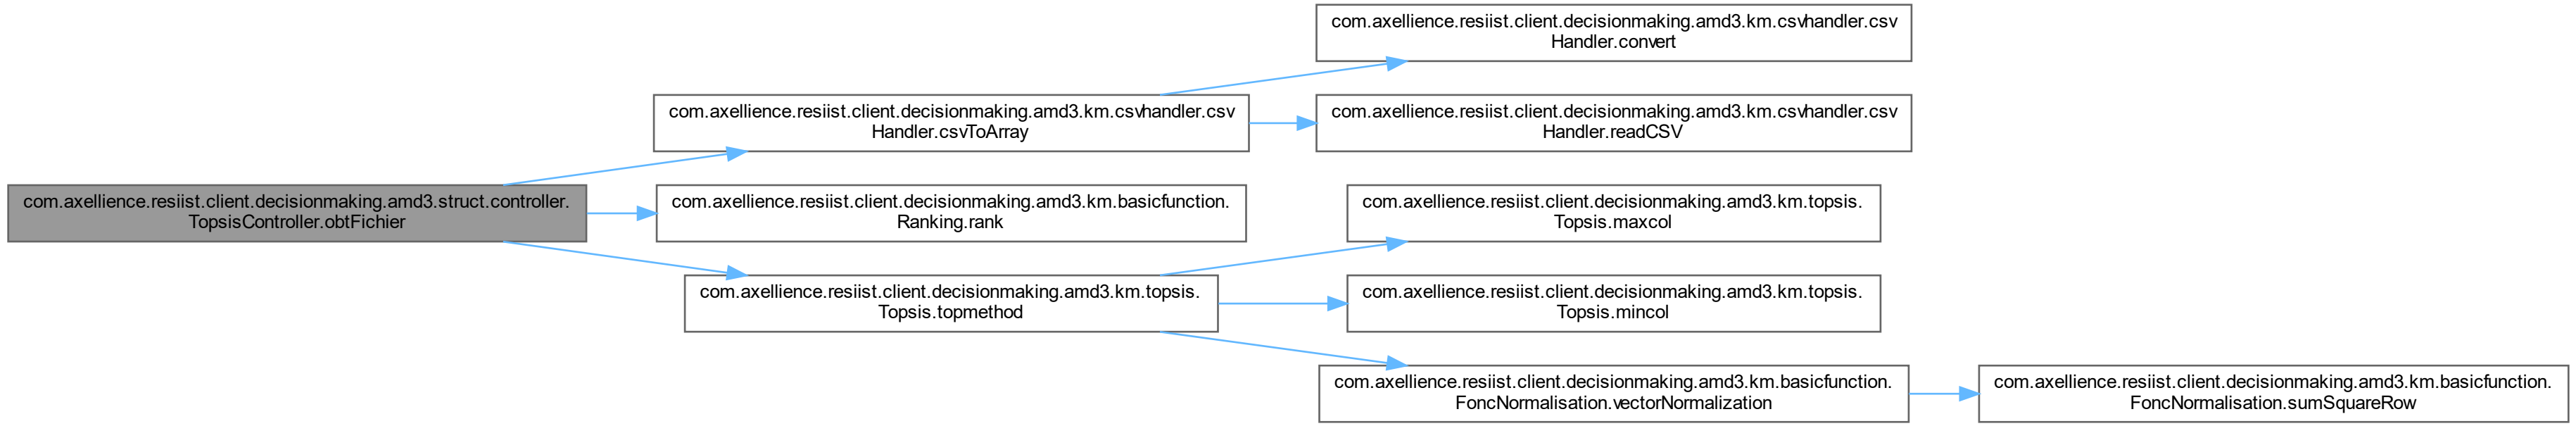 com.axellience.resiist.client.decisionmaking.amd3.struct.controller.
TopsisController.obtFichier
com.axellience.resiist.client.decisionmaking.amd3.km.csvhandler.csv
Handler.csvToArray
com.axellience.resiist.client.decisionmaking.amd3.km.csvhandler.csv
Handler.convert
com.axellience.resiist.client.decisionmaking.amd3.km.csvhandler.csv
Handler.readCSV
com.axellience.resiist.client.decisionmaking.amd3.km.basicfunction.
Ranking.rank
com.axellience.resiist.client.decisionmaking.amd3.km.topsis.
Topsis.topmethod
com.axellience.resiist.client.decisionmaking.amd3.km.topsis.
Topsis.maxcol
com.axellience.resiist.client.decisionmaking.amd3.km.topsis.
Topsis.mincol
com.axellience.resiist.client.decisionmaking.amd3.km.basicfunction.
FoncNormalisation.vectorNormalization
com.axellience.resiist.client.decisionmaking.amd3.km.basicfunction.
FoncNormalisation.sumSquareRow